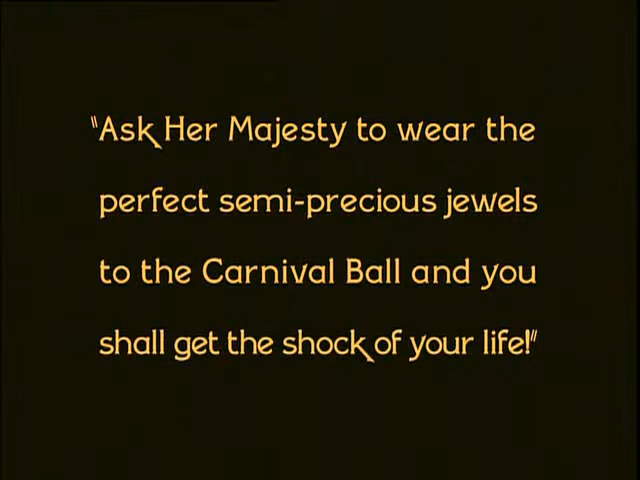 "Ask Her Majesty to wear the
perfect semi-precious jewels
to the Carnival Ball and you
shall get the shock of your life!"